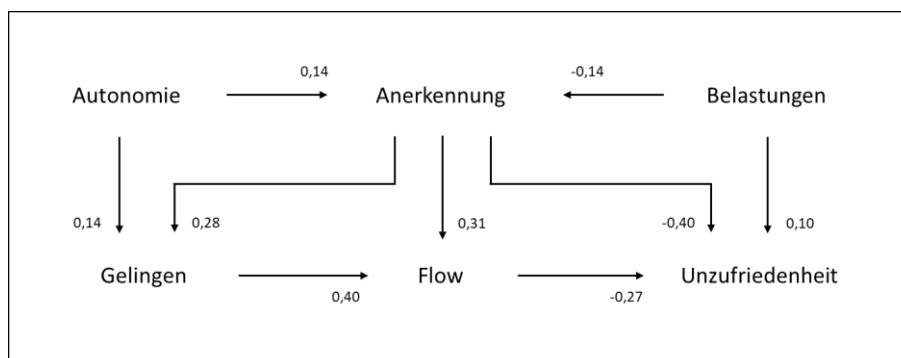 0,14 -0,14
Autonomie Anerkennung Belastungen
0,14 0,28 0,31 -0,40 0,10
Gelingen Flow Unzufriedenheit
0,40 -0,27